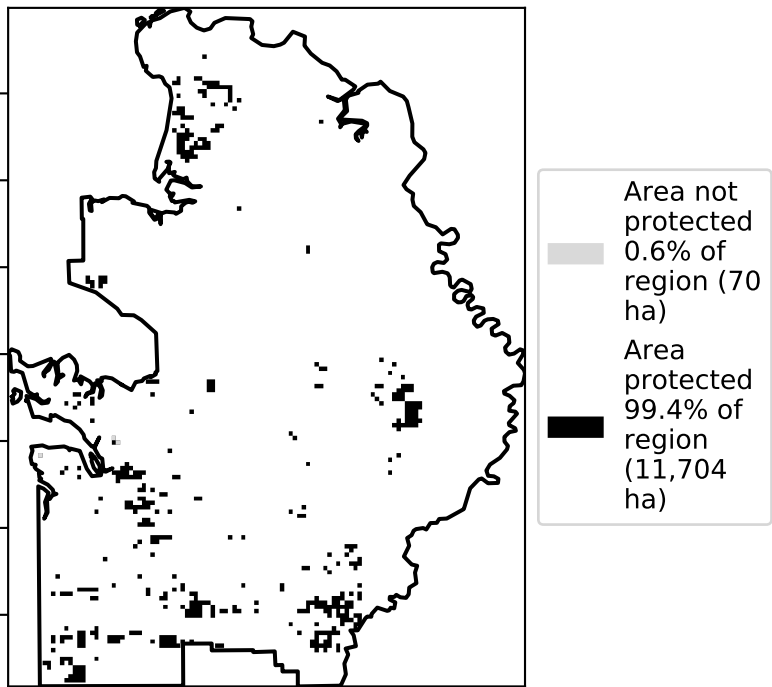 Area not
protected
0.6% of
region (70
ha)
Area
protected
99.4% of
region
(11,704
ha)